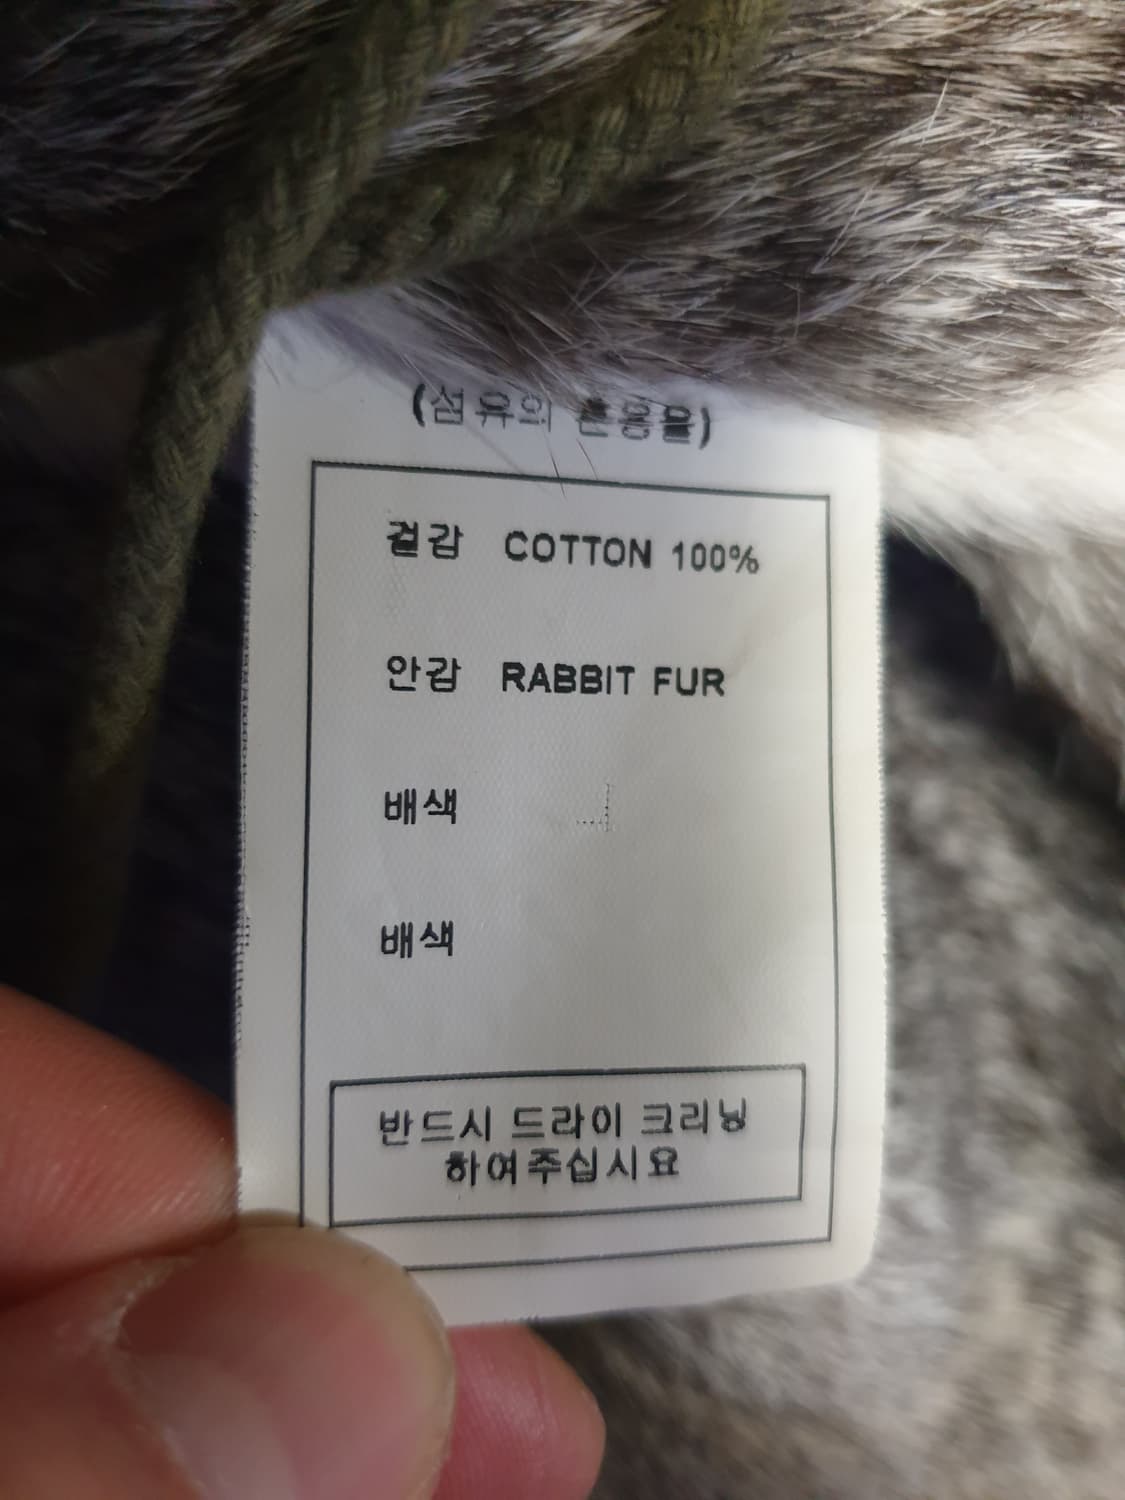 (섬유의 혼용율)
겉감 COTTON 100%
안감 RABBIT FUR
배색
배색
반드시 드라이 크리닝
하여주십시요